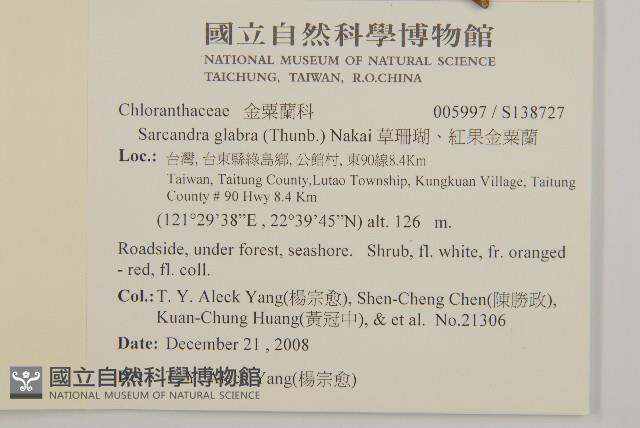 國立自然科學博物館
NATIONAL MUSEUM OF NATURAL SCIENCE
TAICHUNG, TAIWAN, R.O.CHINA
Chloranthaceae 金粟蘭科 005997 / S138727
Sarcandra glabra (Thunb.) Nakai 草珊瑚、紅果金粟蘭
Loc.: 台灣, 台東縣綠島鄉, 公館村, 東90線8.4Km
Taiwan, Taitung County,Lutao Township, Kungkuan Village, Taitung
County # 90 Hwy 8.4 Km
(121°29'38"E , 22°39'45"N) alt. 126 m.
Roadside, under forest, seashore. Shrub, fl. white, fr. oranged
- red, fl. coll.
Col.: T. Y. Aleck Yang(楊宗愈), Shen-Cheng Chen(陳勝政),
Kuan-Chung Huang(黃冠中), & et al. No.21306
Date: December 21 , 2008
Yang(楊宗愈)
國立自然科學博物館
NATIONAL MUSEUM OF NATURAL SCIENCE